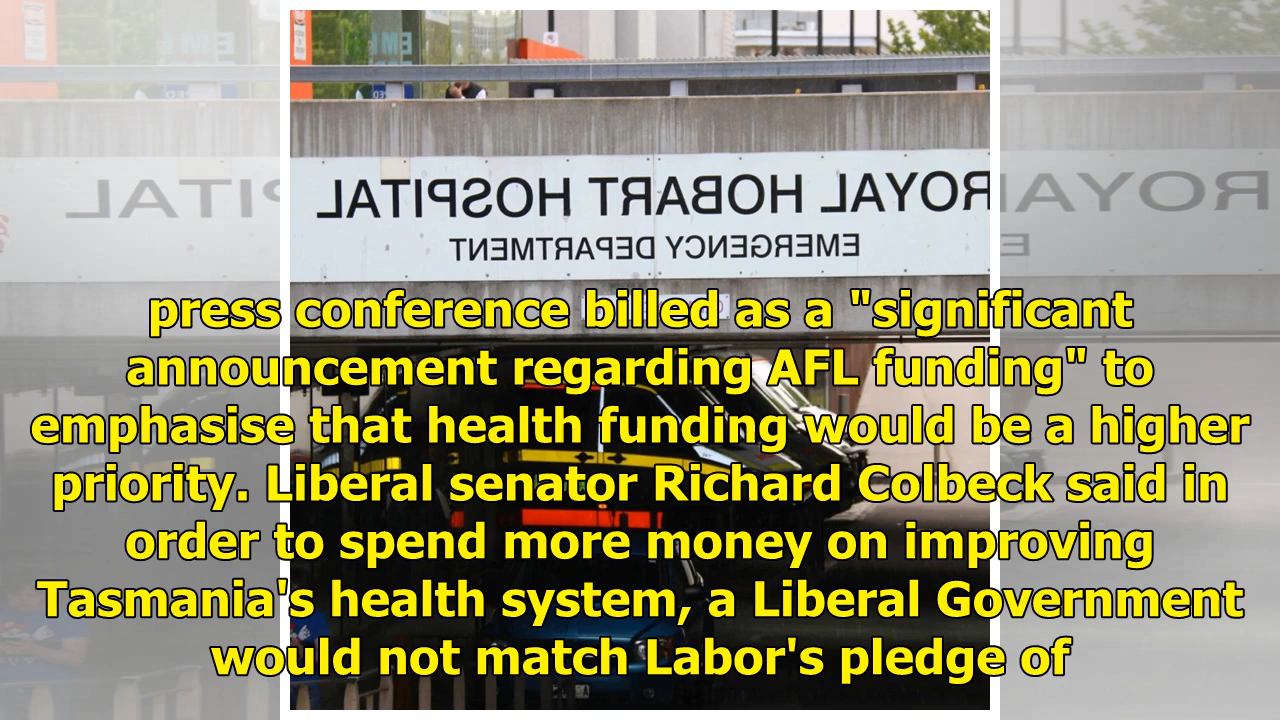 ROYAL HOBART HOSPITAL
EMERGENCY DEPARTMENT
press conference billed as a "significant
announcement regarding AFL funding" to
emphasise that health funding would be a higher
priority. Liberal senator Richard Colbeck said in
order to spend more money on improving
Tasmania's health system, a Liberal Government
would not match Labor's pledge of